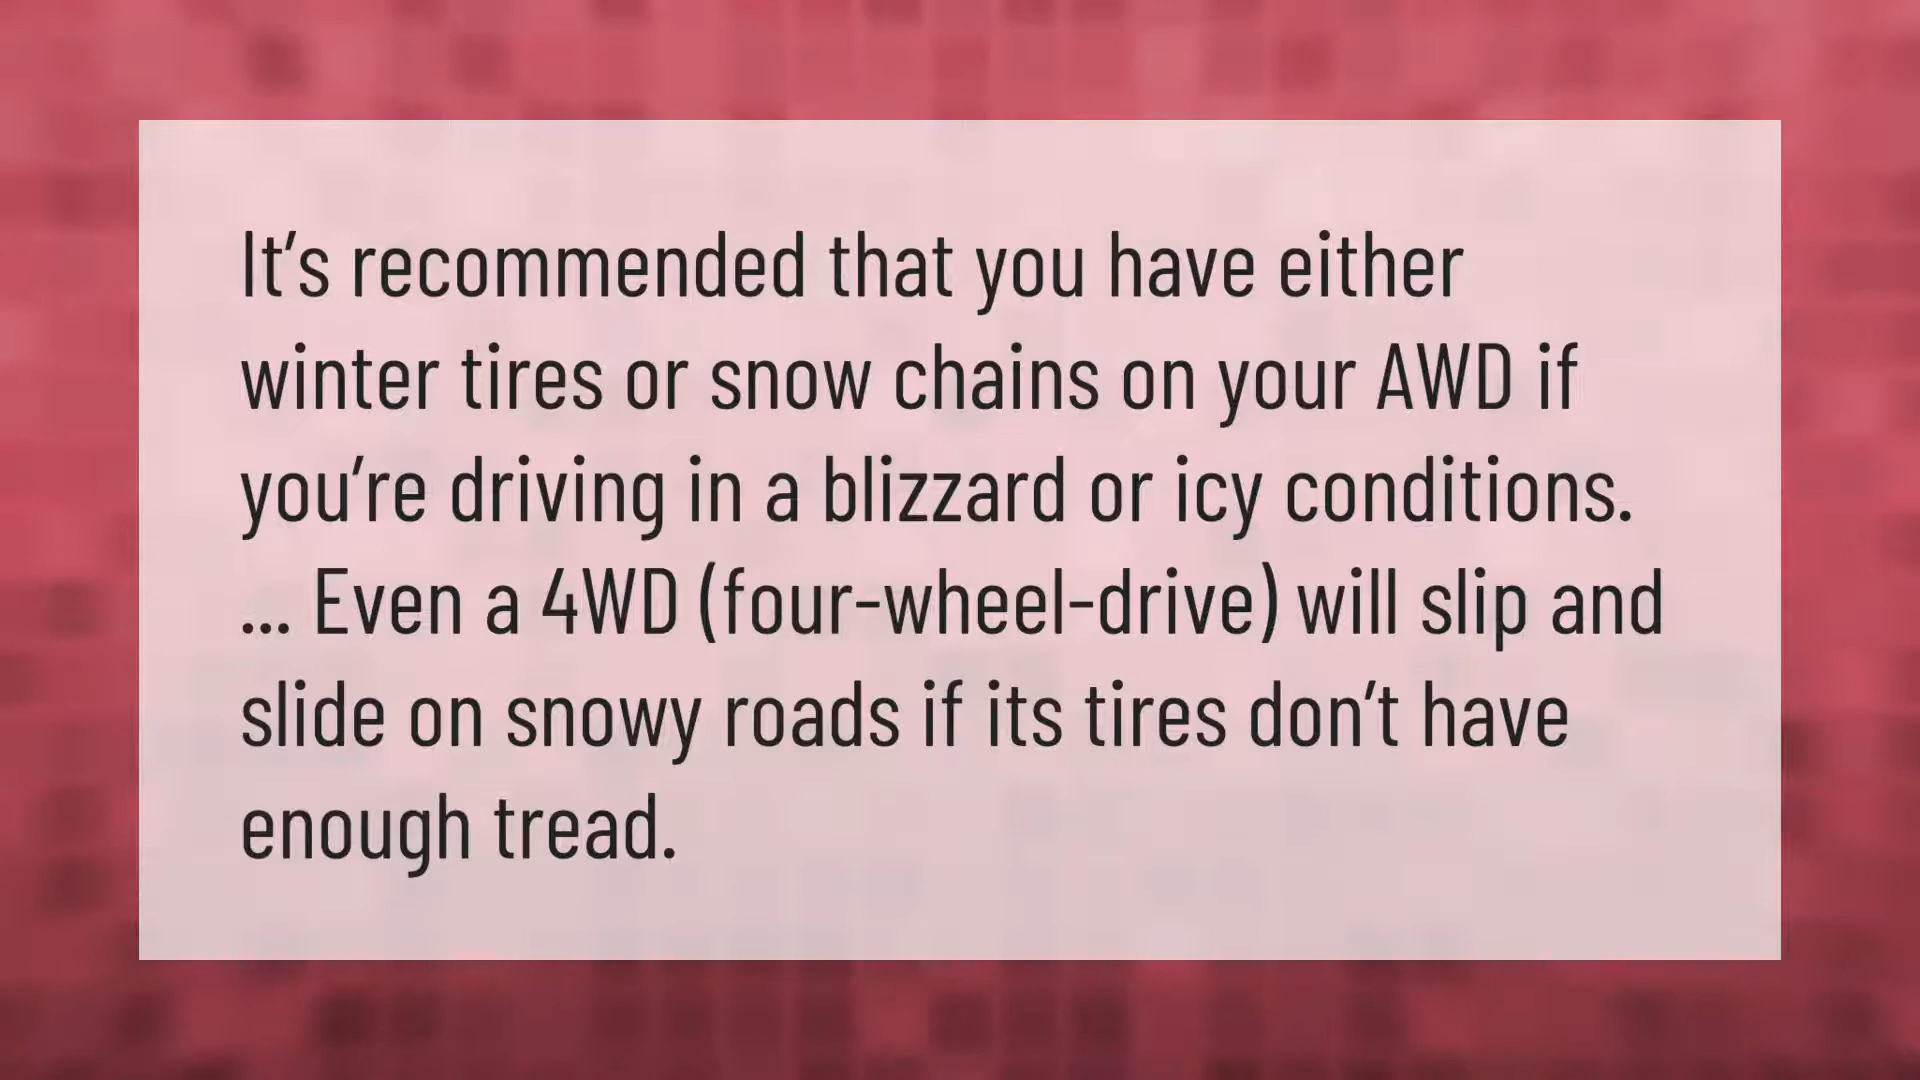 It’s recommended that you have either
winter tires or snow chains on your AWD if
you’re driving in a blizzard or icy conditions.
... Even a 4WD (four-wheel-drive) will slip and
slide on snowy roads if its tires don’t have
enough tread.